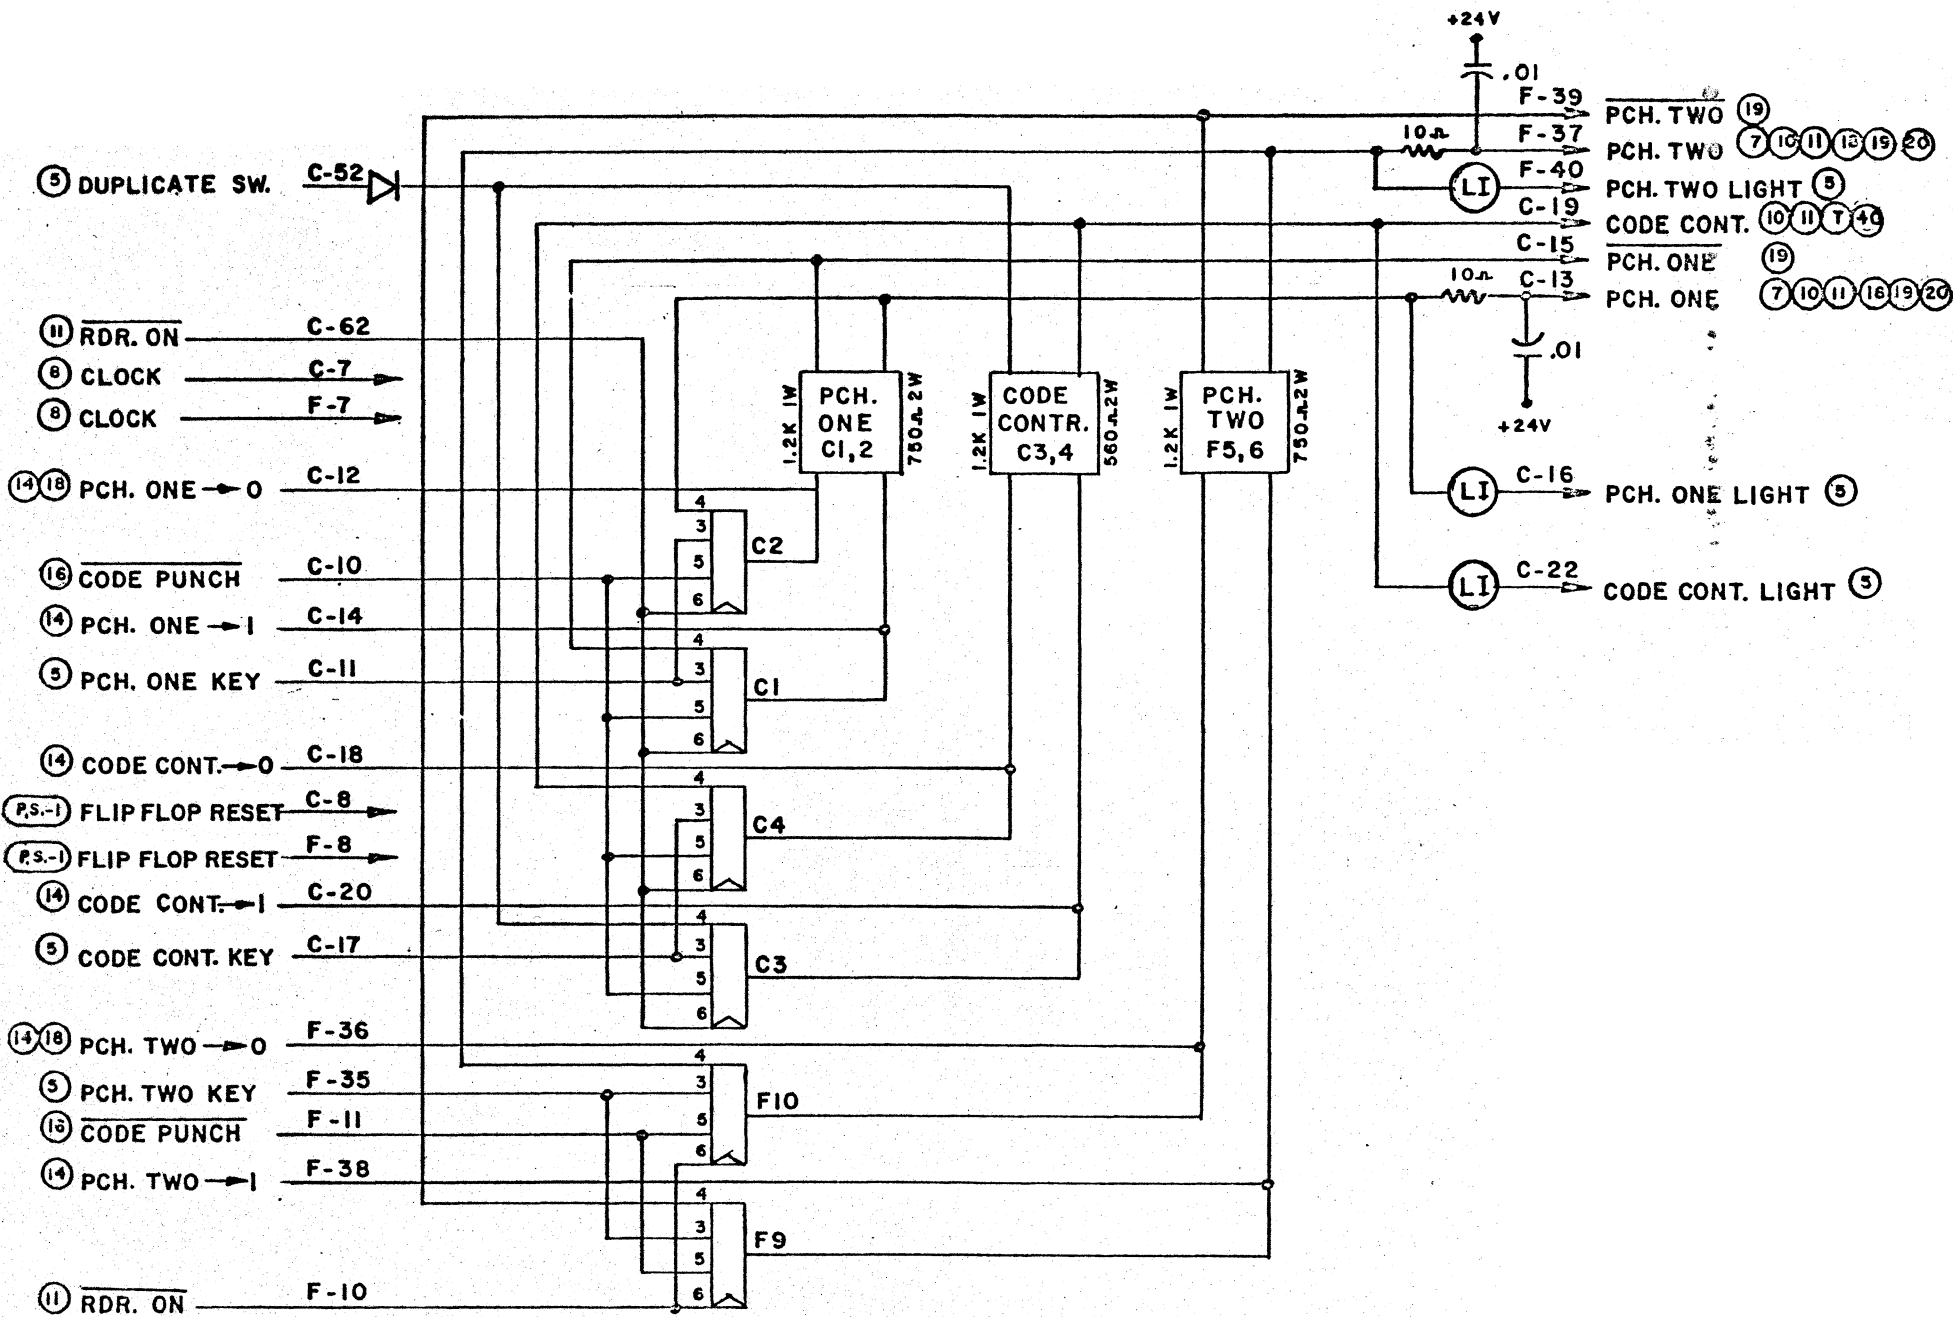 +24V
.01
F-39 PCH. TWO 19
10Ω F-37 PCH. TWO 7 10 11 18 19 20
5 DUPLICATE SW. C-52
LI F-40 PCH. TWO LIGHT 5
C-19 CODE CONT. 10 11 T 40
C-15 PCH. ONE 19
10Ω C-13 PCH. ONE 7 10 11 16 19 20
.01
+24V
11 RDR. ON C-62
8 CLOCK C-7
8 CLOCK F-7
1.2K 1W
PCH.
ONE
C1,2
750Ω 2W
1.2K 1W
CODE
CONTR.
C3,4
560Ω 2W
1.2K 1W
PCH.
TWO
F5,6
750Ω 2W
14 18 PCH. ONE → 0 C-12
LI C-16 PCH. ONE LIGHT 5
4
3
5
6
C2
16 CODE PUNCH C-10
LI C-22 CODE CONT. LIGHT 5
14 PCH. ONE → 1 C-14
5 PCH. ONE KEY C-11
4
3
5
6
C1
14 CODE CONT. → 0 C-18
P.S.-1 FLIP FLOP RESET C-8
P.S.-1 FLIP FLOP RESET F-8
4
3
5
6
C4
14 CODE CONT. → 1 C-20
5 CODE CONT. KEY C-17
4
3
5
6
C3
14 18 PCH. TWO → 0 F-36
5 PCH. TWO KEY F-35
16 CODE PUNCH F-11
4
3
5
6
F10
14 PCH. TWO → 1 F-38
4
3
5
6
F9
11 RDR. ON F-10